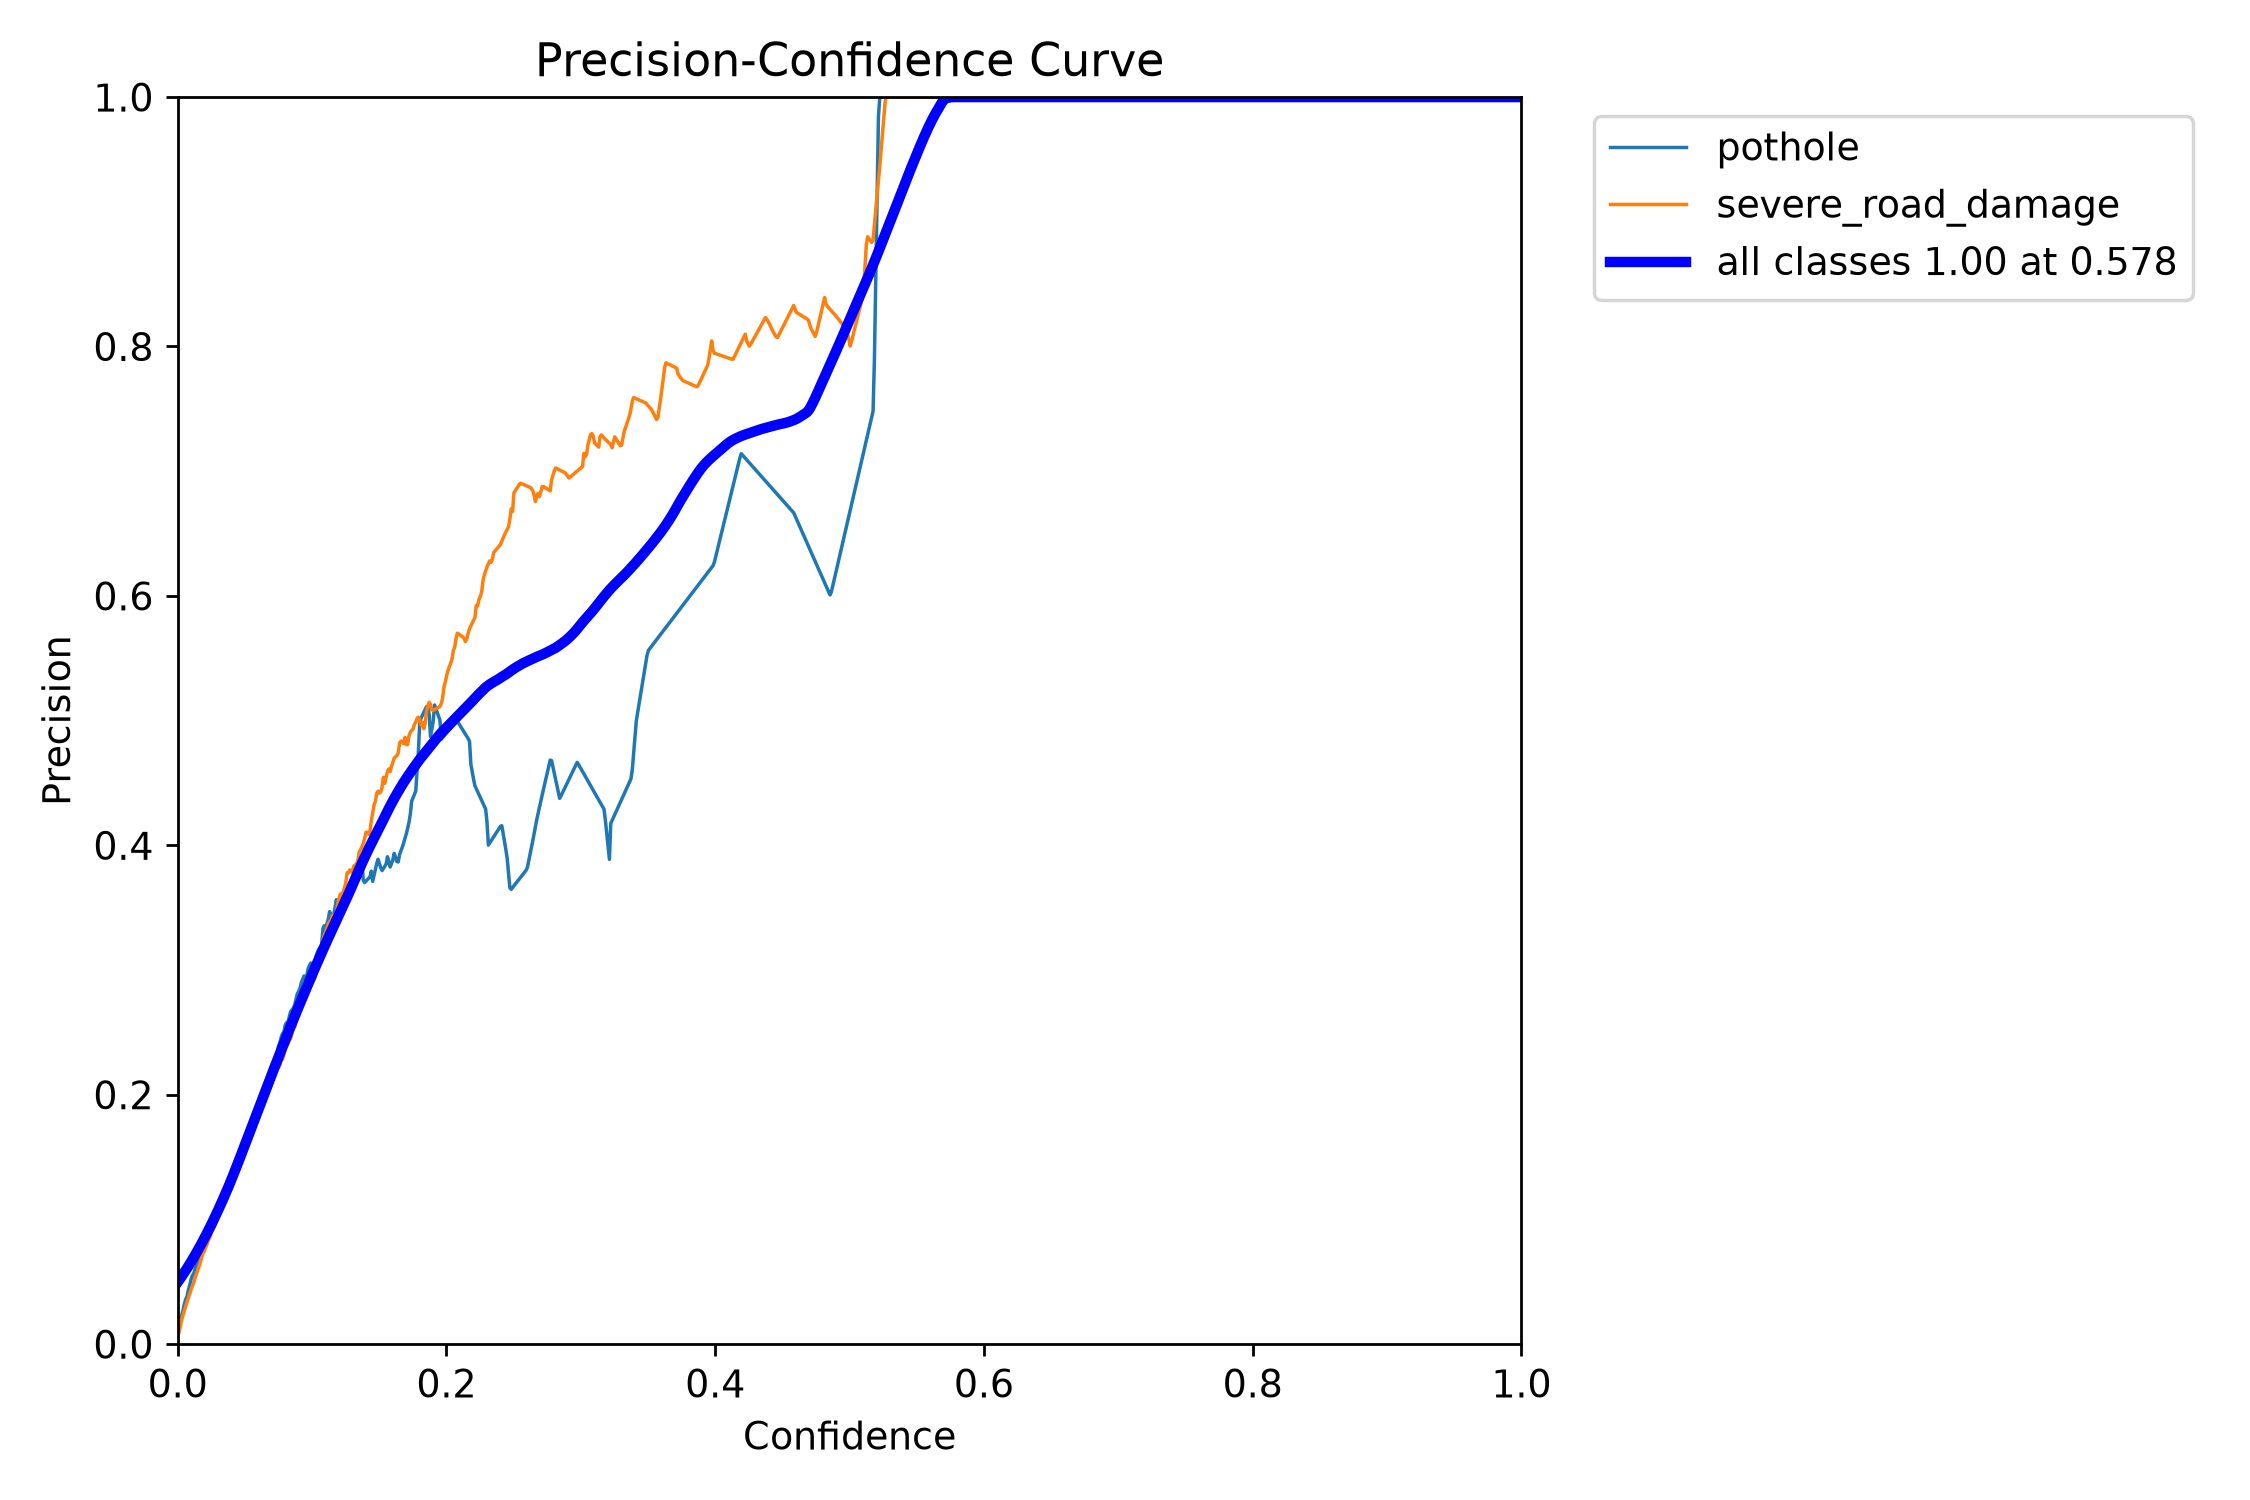 Precision-Confidence Curve
1.0
0.8
0.6
0.4
0.2
0.0
Precision
0.0 0.2 0.4 0.6 0.8 1.0
Confidence
pothole
severe_road_damage
all classes 1.00 at 0.578